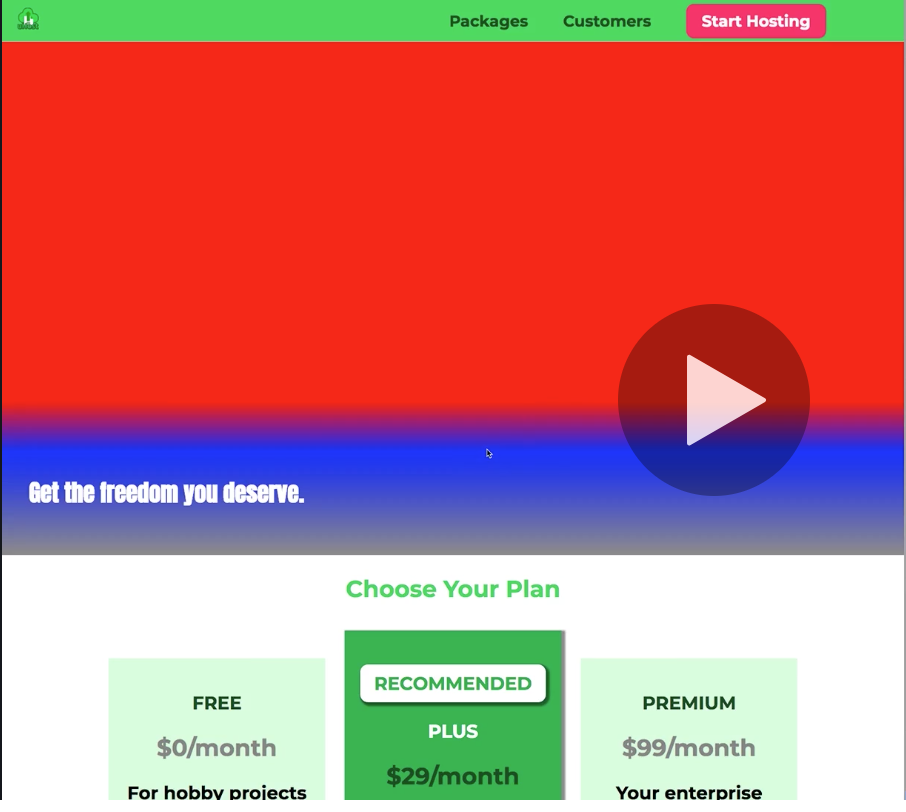 Packages Customers Start Hosting
Get the freedom you deserve.
Choose Your Plan
RECOMMENDED
FREE
PLUS
PREMIUM
$0/month
$29/month
$99/month
For hobby projects
Your enterprise